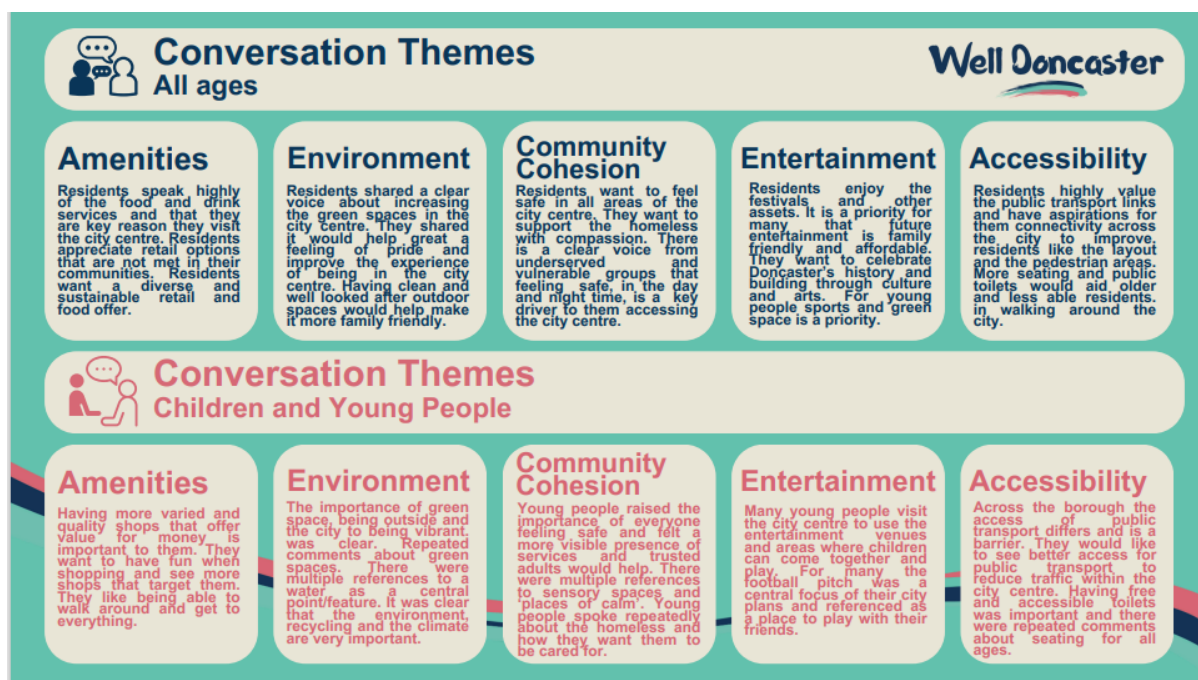 Conversation Themes
All ages
Well Doncaster
Amenities
Residents speak highly
of the food and drink
services and that they
are key reason they visit
the city centre. Residents
appreciate retail options
that are not met in their
communities. Residents
want a diverse and
sustainable retail and
food offer.
Environment
Residents shared a clear
voice about increasing
the green spaces in the
city centre. They shared
it would help great a
feeling of pride and
improve the experience
of being in the city
centre. Having clean and
well looked after outdoor
spaces would help make
it more family friendly.
Community
Cohesion
Residents want to feel
safe in all areas of the
city centre. They want to
support the homeless
with compassion. There
is a clear voice from
underserved and
vulnerable groups that
feeling safe, in the day
and night time, is a key
driver to them accessing
the city centre.
Entertainment
Residents enjoy the
festivals and other
assets. It is a priority for
many that future
entertainment is family
friendly and affordable.
They want to celebrate
Doncaster's history and
building through culture
and arts. For young
people sports and green
space is a priority.
Accessibility
Residents highly value
the public transport links
and have aspirations for
them connectivity across
the city to improve.
residents like the layout
and the pedestrian areas.
More seating and public
toilets would aid older
and less able residents.
in walking around the
city.
Conversation Themes
Children and Young People
Amenities
Having more varied and
quality shops that offer
value for money is
important to them. They
want to have fun when
shopping and see more
shops that target them.
They like being able to
walk around and get to
everything.
Environment
The importance of green
space, being outside and
the city to being vibrant.
was clear. Repeated
comments about green
spaces. There were
multiple references to a
water as a central
point/feature. It was clear
that the environment,
recycling and the climate
are very important.
Community
Cohesion
Young people raised the
importance of everyone
feeling safe and felt a
more visible presence of
services and trusted
adults would help. There
were multiple references
to sensory spaces and
'places of calm'. Young
people spoke repeatedly
about the homeless and
how they want them to
be cared for.
Entertainment
Many young people visit
the city centre to use the
entertainment venues
and areas where children
can come together and
play. For many the
football pitch was a
central focus of their city
plans and referenced as
a place to play with their
friends.
Accessibility
Across the borough the
access of public
transport differs and is a
barrier. They would like
to see better access for
public transport to
reduce traffic within the
city centre. Having free
and accessible toilets
was important and there
were repeated comments
about seating for all
ages.